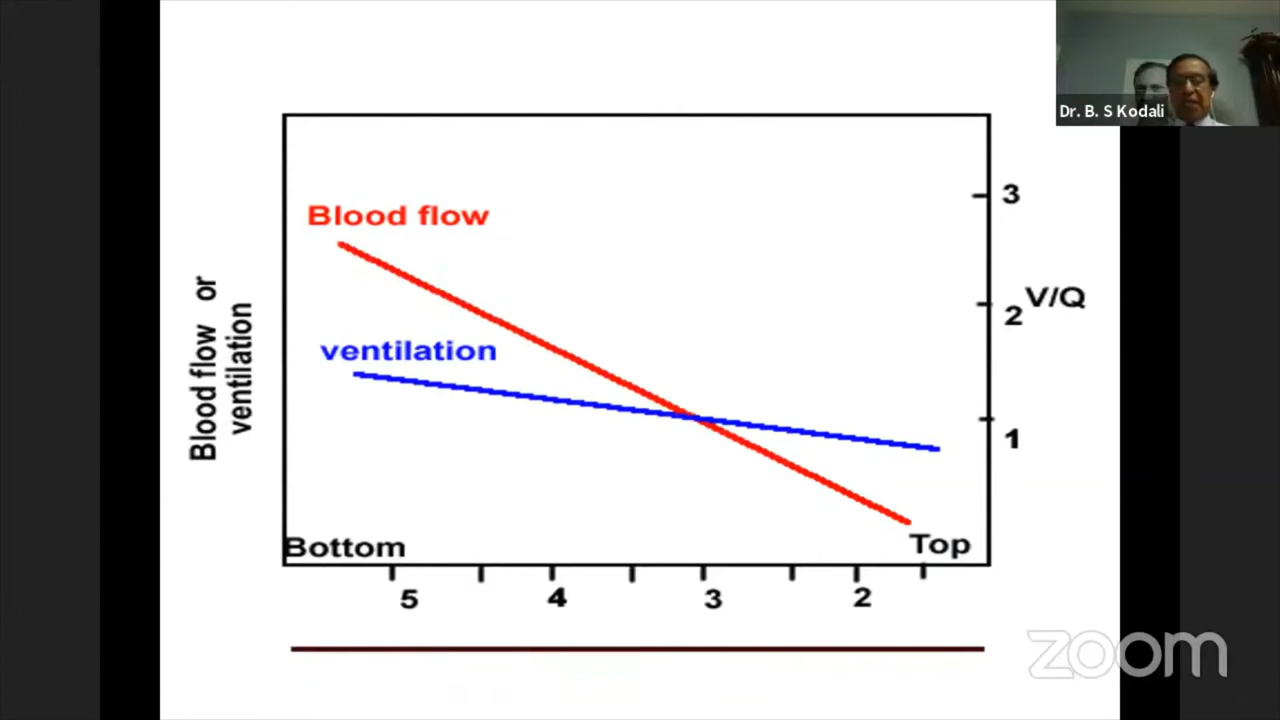 Dr. B. S Kodali
Blood flow
3
V/Q
2
ventilation
Blood flow or
ventilation
1
Bottom
Top
5 4 3 2
zoom